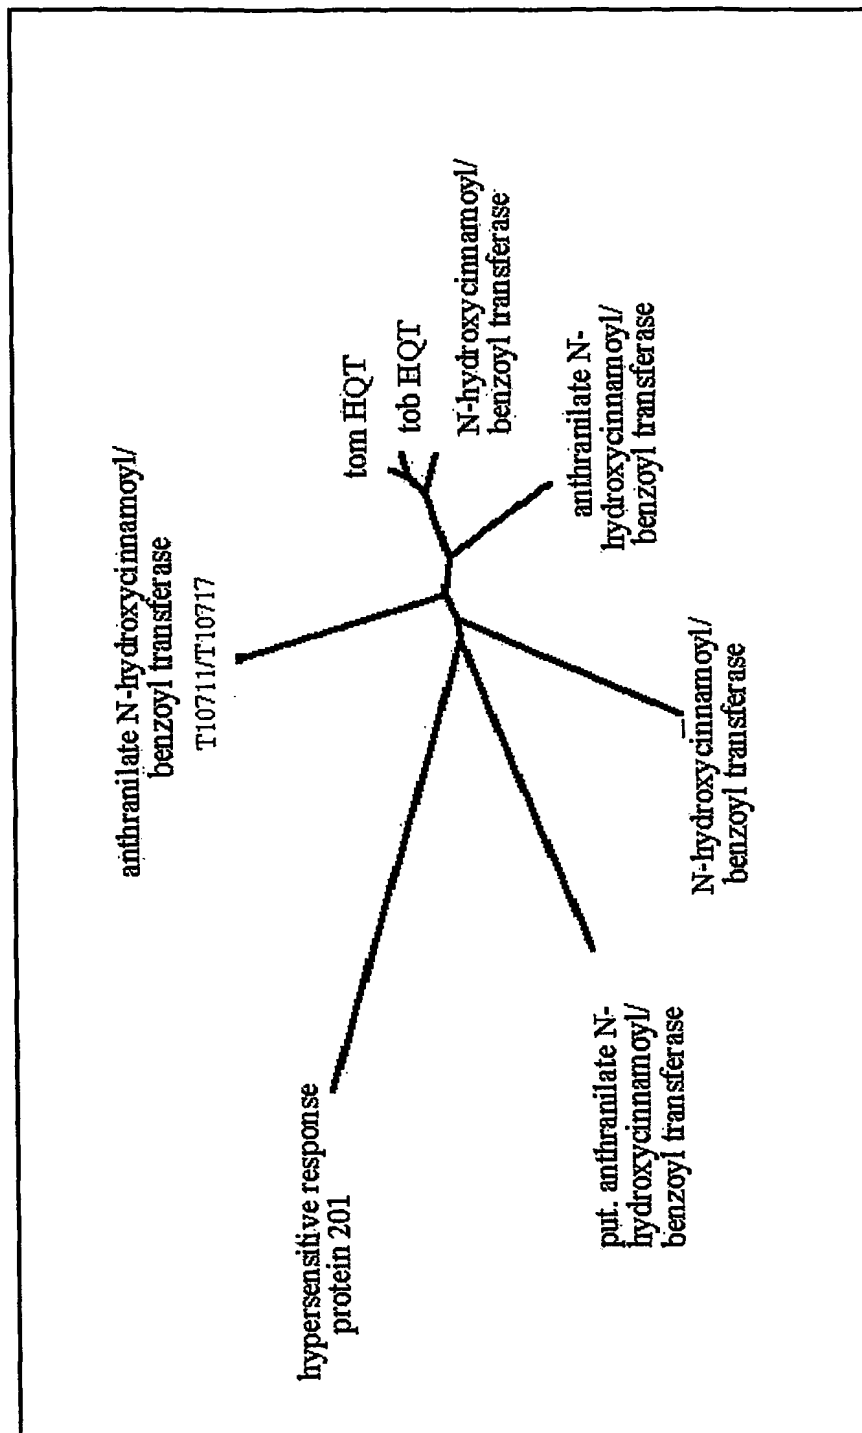 anthranilate N-hydroxycinnamoyl/
benzoyl transferase
T10711/T10717
tom HQT
tob HQT
N-hydroxycinnamoyl/
benzoyl transferase
anthranilate N-
hydroxycinnamoyl/
benzoyl transferase
N-hydroxycinnamoyl/
benzoyl transferase
put. anthranilate N-
hydroxycinnamoyl/
benzoyl transferase
hypersensitive response
protein 201